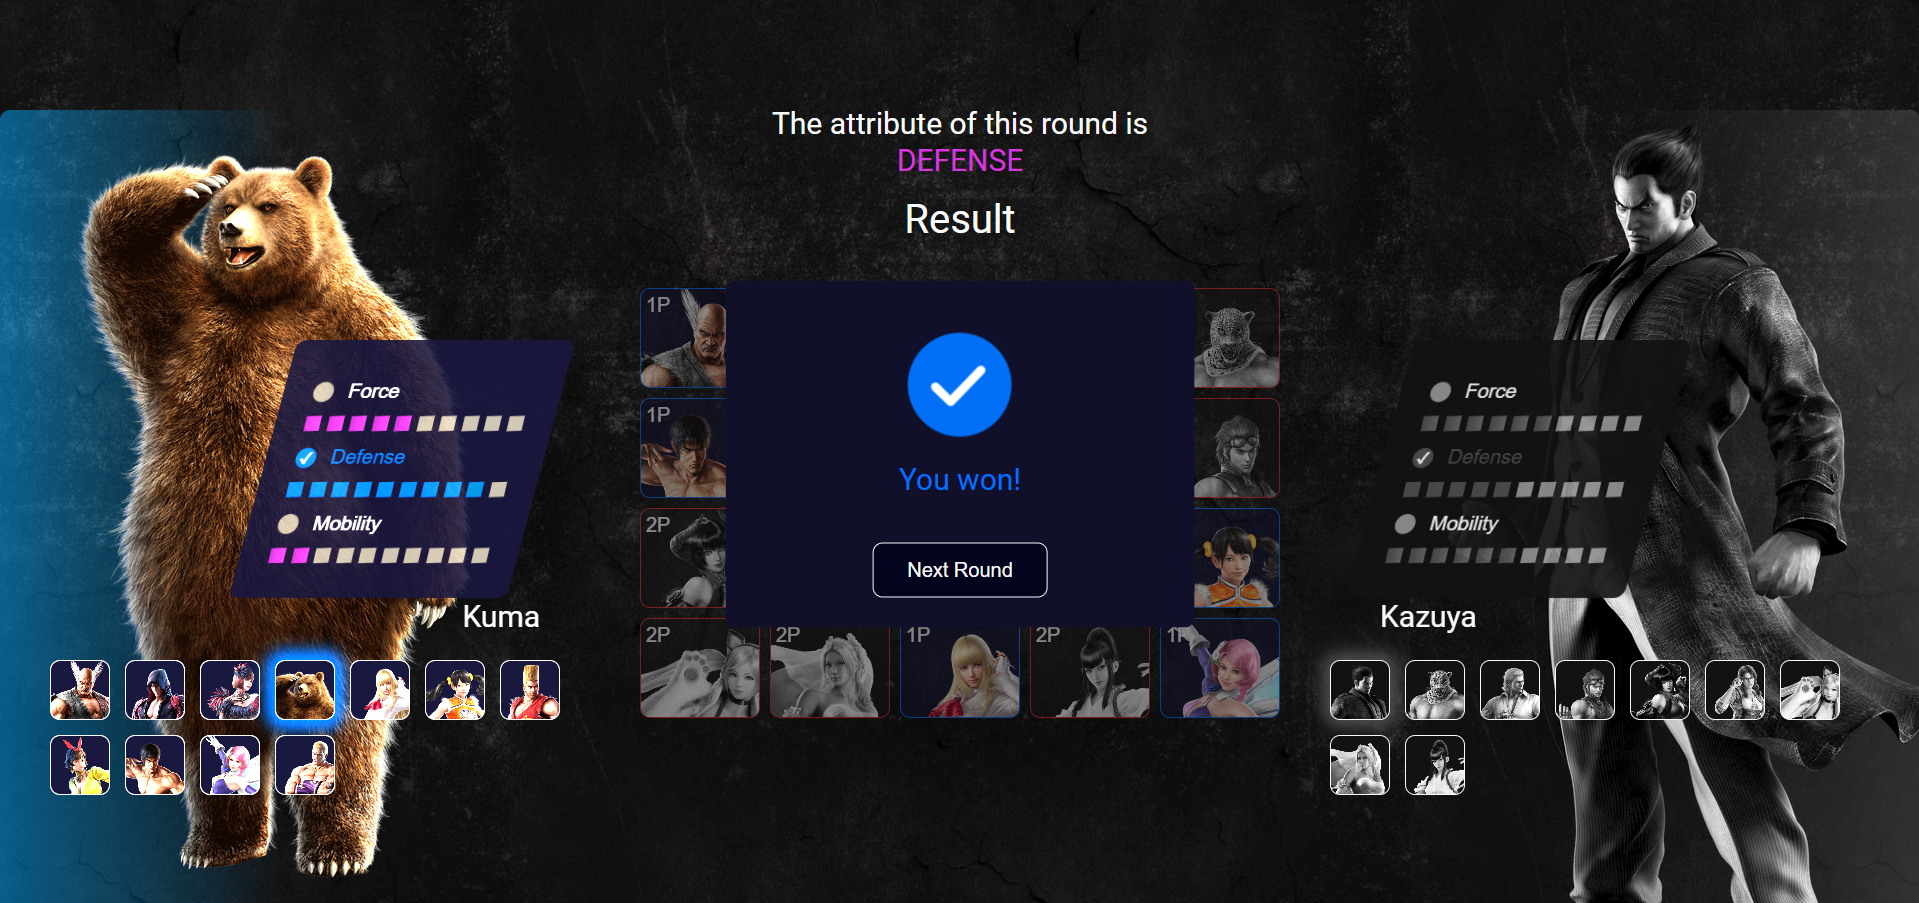 The attribute of this round is
DEFENSE
Result
1P
1P
2P
2P
2P
1P
2P
1P
You won!
Next Round
Force
Defense
Mobility
Kuma
Force
Defense
Mobility
Kazuya